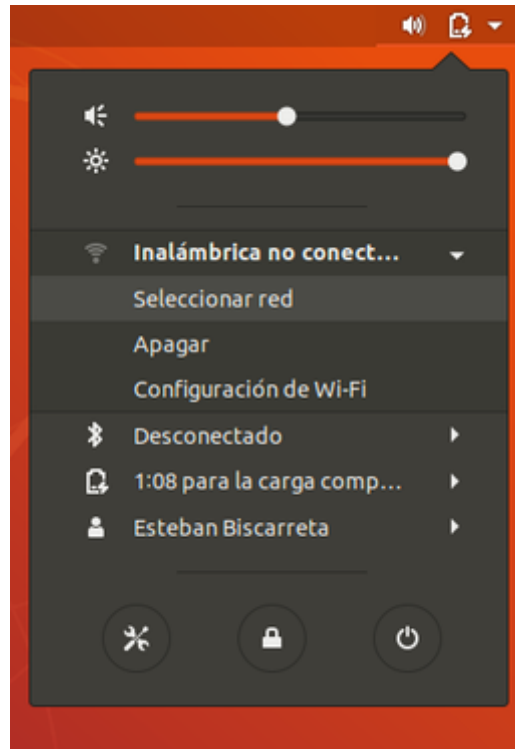 Inalámbrica no conect...
Seleccionar red
Apagar
Configuración de Wi-Fi
Desconectado
1:08 para la carga comp...
Esteban Biscarreta